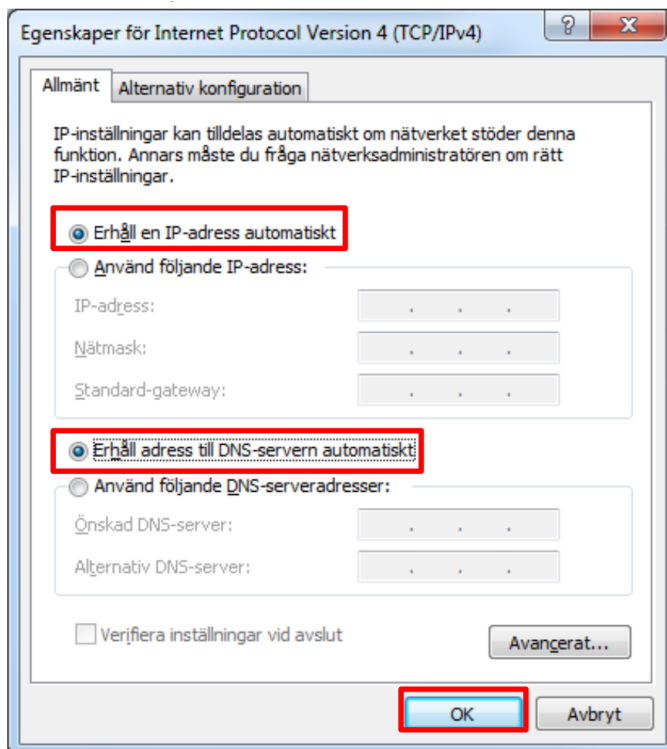 Egenskaper för Internet Protocol Version 4 (TCP/IPv4)
Allmänt
Alternativ konfiguration
IP-inställningar kan tilldelas automatiskt om nätverket stöder denna
funktion. Annars måste du fråga nätverksadministratören om rätt
IP-inställningar.
Erhåll en IP-adress automatiskt
Använd följande IP-adress:
IP-adress:
Nätmask:
Standard-gateway:
Erhåll adress till DNS-servern automatiskt
Använd följande DNS-serveradresser:
Önskad DNS-server:
Alternativ DNS-server:
Verifiera inställningar vid avslut
Avancerat...
OK
Avbryt